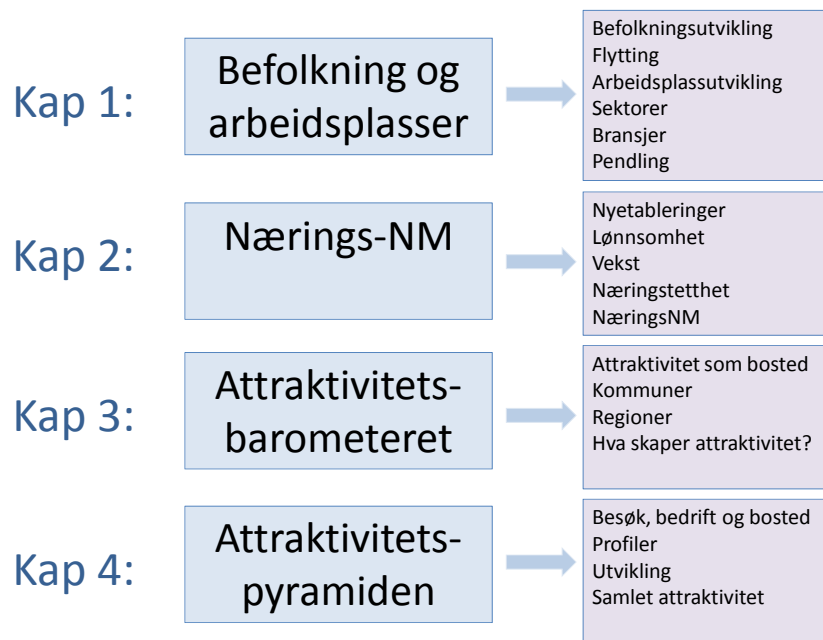 Kap 1:
Befolkning og
arbeidsplasser
Befolkningsutvikling
Flytting
Arbeidsplassutvikling
Sektorer
Bransjer
Pendling
Kap 2:
Nærings-NM
Nyetableringer
Lønnsomhet
Vekst
Næringstetthet
NæringsNM
Kap 3:
Attraktivitets-
barometeret
Attraktivitet som bosted
Kommuner
Regioner
Hva skaper attraktivitet?
Kap 4:
Attraktivitets-
pyramiden
Besøk, bedrift og bosted
Profiler
Utvikling
Samlet attraktivitet